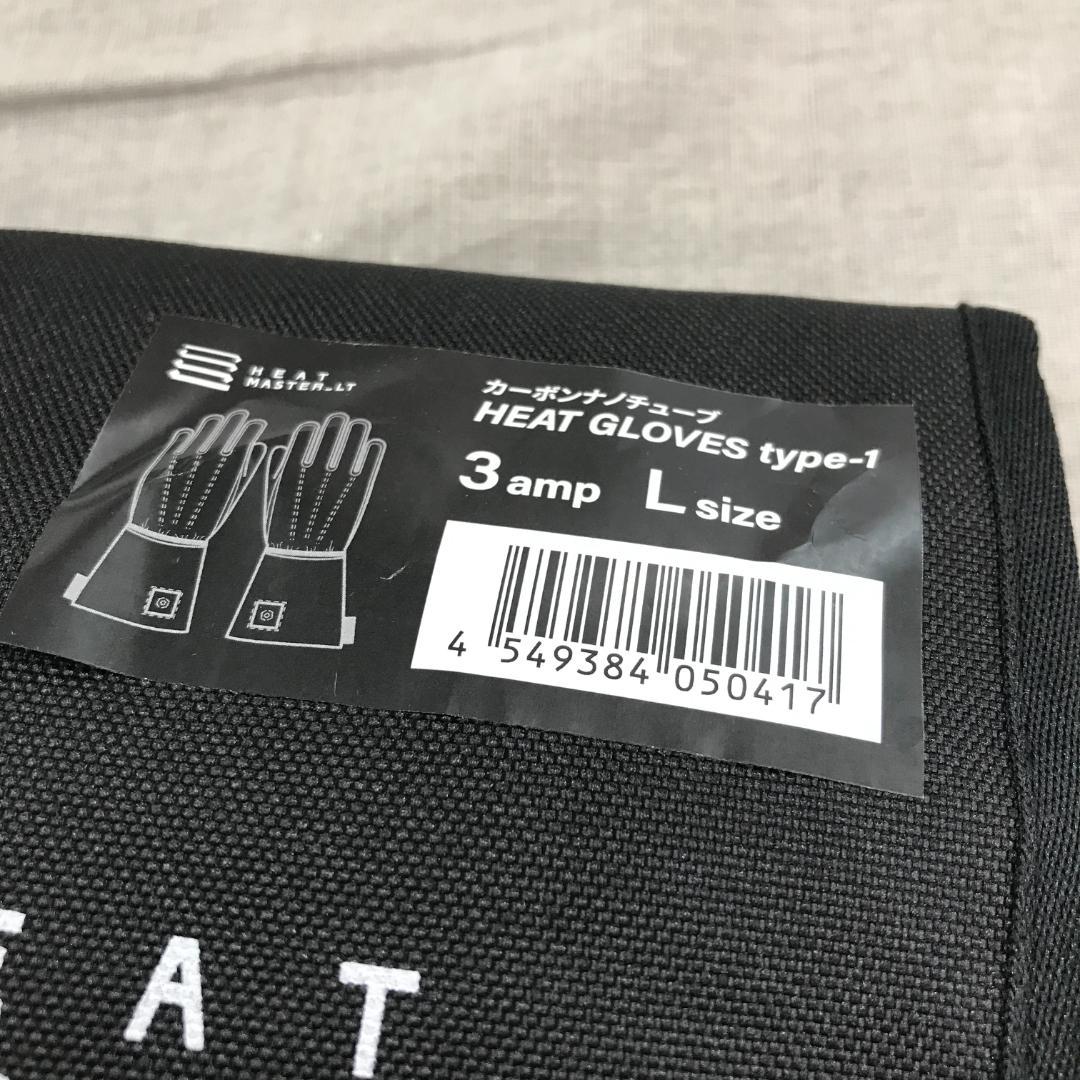 HEAT
MASTER_LT
カーボンナノチューブ
HEAT GLOVES type-1
3 amp L size
4 549384 050417
EAT